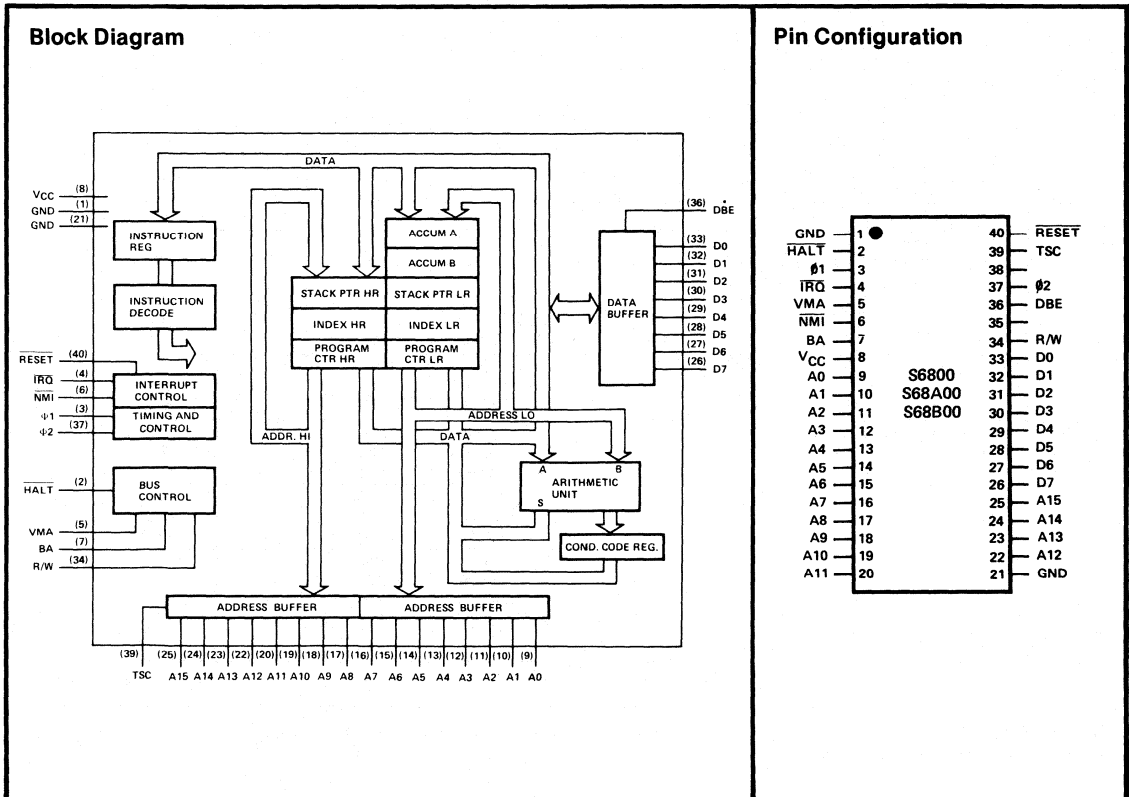 Block Diagram
DATA
VCC (8)
GND (1)
GND (21)
INSTRUCTION
REG
INSTRUCTION
DECODE
RESET (40)
IRQ (4)
NMI (6)
Φ1 (3)
Φ2 (37)
INTERRUPT
CONTROL
TIMING AND
CONTROL
HALT (2)
BUS
CONTROL
VMA (5)
BA (7)
R/W (34)
ACCUM A
ACCUM B
STACK PTR HR STACK PTR LR
INDEX HR INDEX LR
PROGRAM
CTR HR
PROGRAM
CTR LR
(36) DBE
(33) D0
(32) D1
(31) D2
(30) D3
(29) D4
(28) D5
(27) D6
(26) D7
DATA
BUFFER
ADDRESS LO
ADDR. HI DATA
A B
ARITHMETIC
UNIT
S
COND. CODE REG.
ADDRESS BUFFER ADDRESS BUFFER
(39) (25) (24) (23) (22) (20) (19) (18) (17) (16) (15) (14) (13) (12) (11) (10) (9)
TSC A15 A14 A13 A12 A11 A10 A9 A8 A7 A6 A5 A4 A3 A2 A1 A0
Pin Configuration
GND 1 40 RESET
HALT 2 39 TSC
ø1 3 38
IRQ 4 37 ø2
VMA 5 36 DBE
NMI 6 35
BA 7 34 R/W
VCC 8 33 D0
A0 9 S6800 32 D1
A1 10 S68A00 31 D2
A2 11 S68B00 30 D3
A3 12 29 D4
A4 13 28 D5
A5 14 27 D6
A6 15 26 D7
A7 16 25 A15
A8 17 24 A14
A9 18 23 A13
A10 19 22 A12
A11 20 21 GND